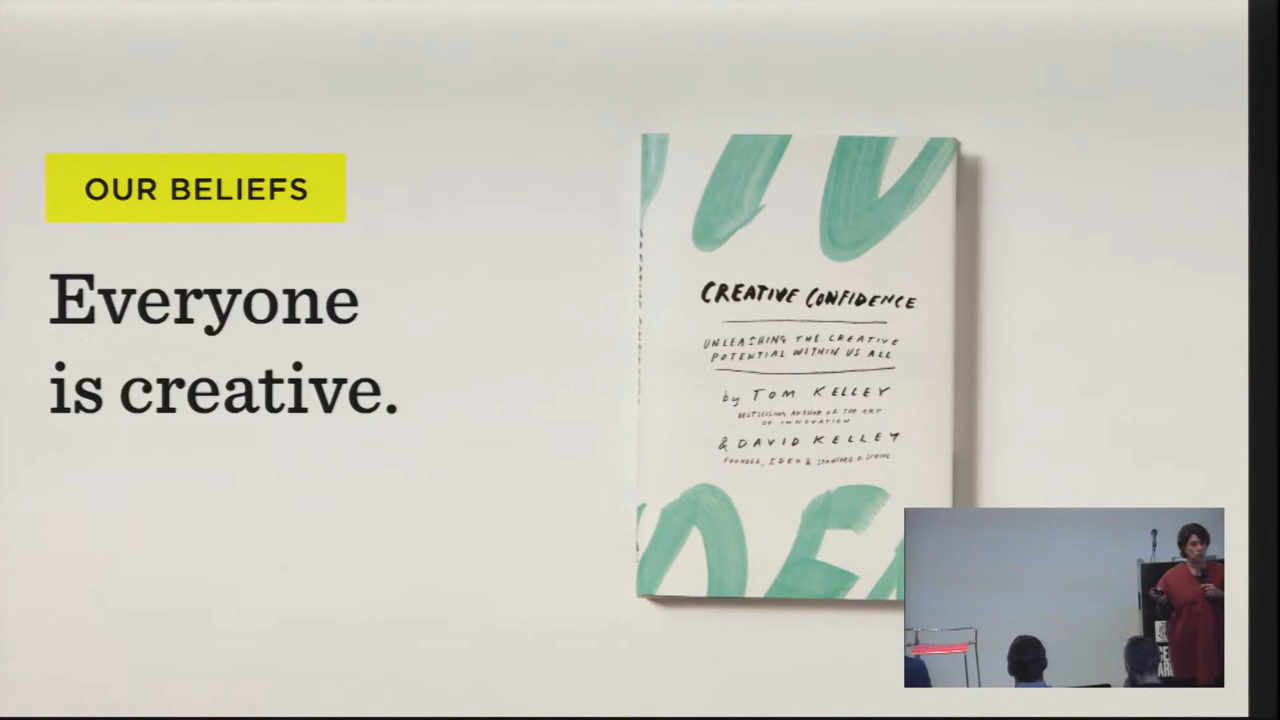 OUR BELIEFS
Everyone
is creative.
CREATIVE CONFIDENCE
UNLEASHING THE CREATIVE
POTENTIAL WITHIN US ALL
by TOM KELLEY
BESTSELLING AUTHOR OF THE ART
OF INNOVATION
& DAVID KELLEY
FOUNDER, IDEO & STANFORD D. SCHOOL